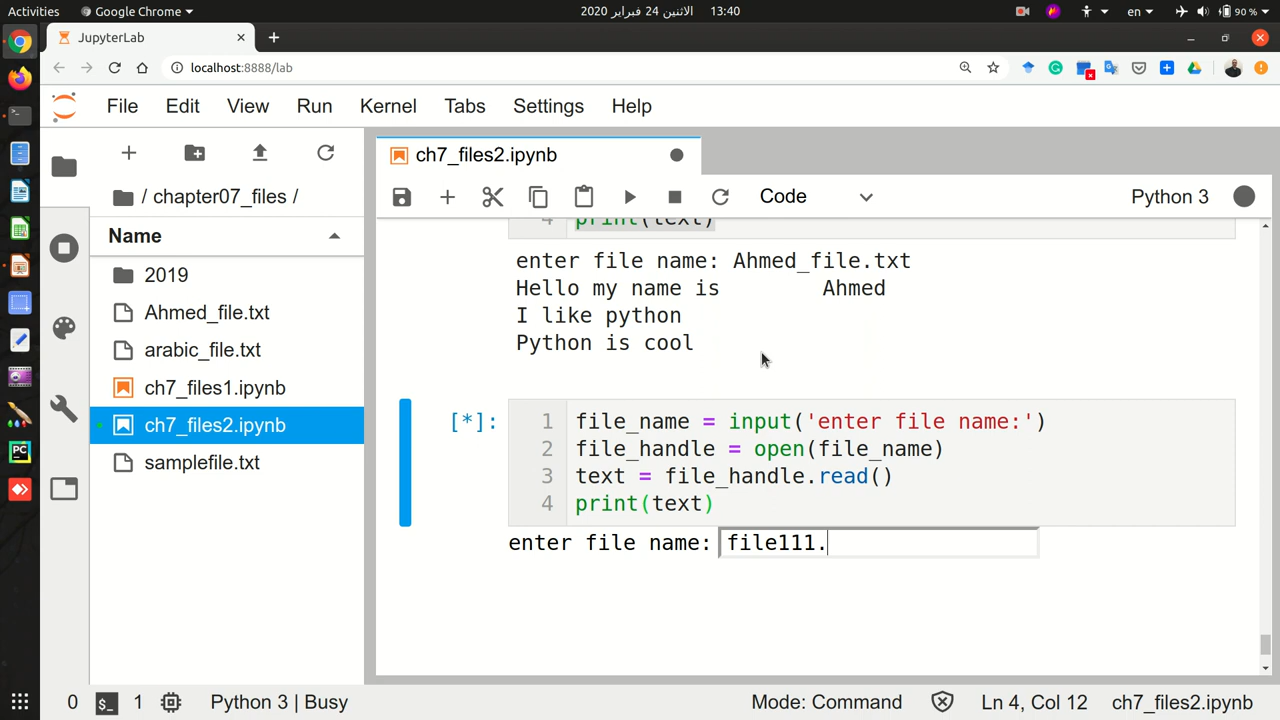 Activities Google Chrome الاثنين 24 فبراير 2020 13:40 en 90 %
JupyterLab
localhost:8888/lab
File Edit View Run Kernel Tabs Settings Help
ch7_files2.ipynb
/ chapter07_files /
Code Python 3
Name
2019
Ahmed_file.txt
arabic_file.txt
ch7_files1.ipynb
ch7_files2.ipynb
samplefile.txt
4 print(text)
enter file name: Ahmed_file.txt
Hello my name is Ahmed
I like python
Python is cool
[*]:
1 file_name = input('enter file name:')
2 file_handle = open(file_name)
3 text = file_handle.read()
4 print(text)
enter file name: file111.
0 $_ 1 Python 3 | Busy Mode: Command Ln 4, Col 12 ch7_files2.ipynb
PC